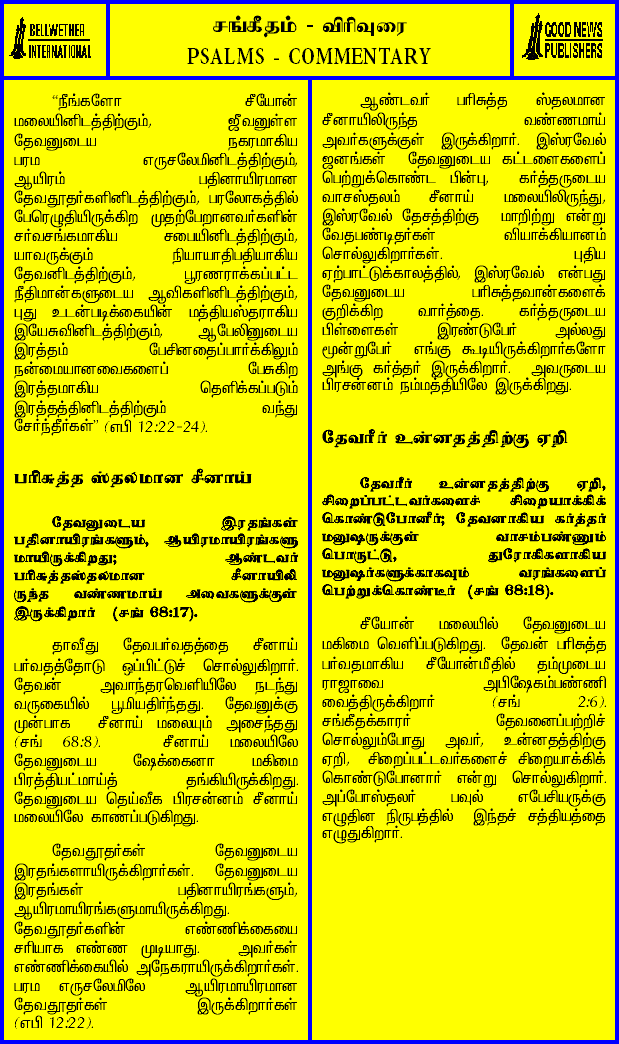 BELLWETHER
INTERNATIONAL
சங்கீதம் - விரிவுரை
PSALMS - COMMENTARY
GOOD NEWS
PUBLISHERS
“நீங்களோ சீயோன்
மலையினிடத்திற்கும், ஜீவனுள்ள
தேவனுடைய நகரமாகிய
பரம எருசலேமினிடத்திற்கும்,
ஆயிரம் பதினாயிரமான
தேவதூதர்களினிடத்திற்கும், பரலோகத்தில்
பேரெழுதியிருக்கிற முதற்பேறானவர்களின்
சர்வசங்கமாகிய சபையினிடத்திற்கும்,
யாவருக்கும் நியாயாதிபதியாகிய
தேவனிடத்திற்கும், பூரணராக்கப்பட்ட
நீதிமான்களுடைய ஆவிகளினிடத்திற்கும்,
புது உடன்படிக்கையின் மத்தியஸ்தராகிய
இயேசுவினிடத்திற்கும், ஆபேலினுடைய
இரத்தம் பேசினதைப்பார்க்கிலும்
நன்மையானவைகளைப் பேசுகிற
இரத்தமாகிய தெளிக்கப்படும்
இரத்தத்தினிடத்திற்கும் வந்து
சேர்ந்தீர்கள்” (எபி 12:22-24).
பரிசுத்த ஸ்தலமான சீனாய்
தேவனுடைய இரதங்கள்
பதினாயிரங்களும், ஆயிரமாயிரங்களு
மாயிருக்கிறது; ஆண்டவர்
பரிசுத்தஸ்தலமான சீனாயிலி
ருந்த வண்ணமாய் அவைகளுக்குள்
இருக்கிறார் (சங் 68:17).
தாவீது தேவபர்வதத்தை சீனாய்
பர்வதத்தோடு ஒப்பிட்டுச் சொல்லுகிறார்.
தேவன் அவாந்தரவெளியிலே நடந்து
வருகையில் பூமியதிர்ந்தது. தேவனுக்கு
முன்பாக சீனாய் மலையும் அசைந்தது
(சங் 68:8). சீனாய் மலையிலே
தேவனுடைய ஷேக்கைனா மகிமை
பிரத்தியட்மாய்த் தங்கியிருக்கிறது.
தேவனுடைய தெய்வீக பிரசன்னம் சீனாய்
மலையிலே காணப்படுகிறது.
தேவதூதர்கள் தேவனுடைய
இரதங்களாயிருக்கிறார்கள். தேவனுடைய
இரதங்கள் பதினாயிரங்களும்,
ஆயிரமாயிரங்களுமாயிருக்கிறது.
தேவதூதர்களின் எண்ணிக்கையை
சரியாக எண்ண முடியாது. அவர்கள்
எண்ணிக்கையில் அநேகராயிருக்கிறார்கள்.
பரம எருசலேமிலே ஆயிரமாயிரமான
தேவதூதர்கள் இருக்கிறார்கள்
(எபி 12:22).
ஆண்டவர் பரிசுத்த ஸ்தலமான
சீனாயிலிருந்த வண்ணமாய்
அவர்களுக்குள் இருக்கிறார். இஸ்ரவேல்
ஜனங்கள் தேவனுடைய கட்டளைகளைப்
பெற்றுக்கொண்ட பின்பு, கர்த்தருடைய
வாசஸ்தலம் சீனாய் மலையிலிருந்து,
இஸ்ரவேல் தேசத்திற்கு மாறிற்று என்று
வேதபண்டிதர்கள் வியாக்கியானம்
சொல்லுகிறார்கள். புதிய
ஏற்பாட்டுக்காலத்தில், இஸ்ரவேல் என்பது
தேவனுடைய பரிசுத்தவான்களைக்
குறிக்கிற வார்த்தை. கர்த்தருடைய
பிள்ளைகள் இரண்டுபேர் அல்லது
மூன்றுபேர் எங்கு கூடியிருக்கிறார்களோ
அங்கு கர்த்தர் இருக்கிறார். அவருடைய
பிரசன்னம் நம்மத்தியிலே இருக்கிறது.
தேவரீர் உன்னதத்திற்கு ஏறி
தேவரீர் உன்னதத்திற்கு ஏறி,
சிறைப்பட்டவர்களைச் சிறையாக்கிக்
கொண்டுபோனீர்; தேவனாகிய கர்த்தர்
மனுஷருக்குள் வாசம்பண்ணும்
பொருட்டு, துரோகிகளாகிய
மனுஷர்களுக்காகவும் வரங்களைப்
பெற்றுக்கொண்டீர் (சங் 68:18).
சீயோன் மலையில் தேவனுடைய
மகிமை வெளிப்படுகிறது. தேவன் பரிசுத்த
பர்வதமாகிய சீயோன்மீதில் தம்முடைய
ராஜாவை அபிஷேகம்பண்ணி
வைத்திருக்கிறார் (சங் 2:6).
சங்கீதக்காரர் தேவனைப்பற்றிச்
சொல்லும்போது அவர், உன்னதத்திற்கு
ஏறி, சிறைப்பட்டவர்களைச் சிறையாக்கிக்
கொண்டுபோனார் என்று சொல்லுகிறார்.
அப்போஸ்தலர் பவுல் எபேசியருக்கு
எழுதின நிருபத்தில் இந்தச் சத்தியத்தை
எழுதுகிறார்.